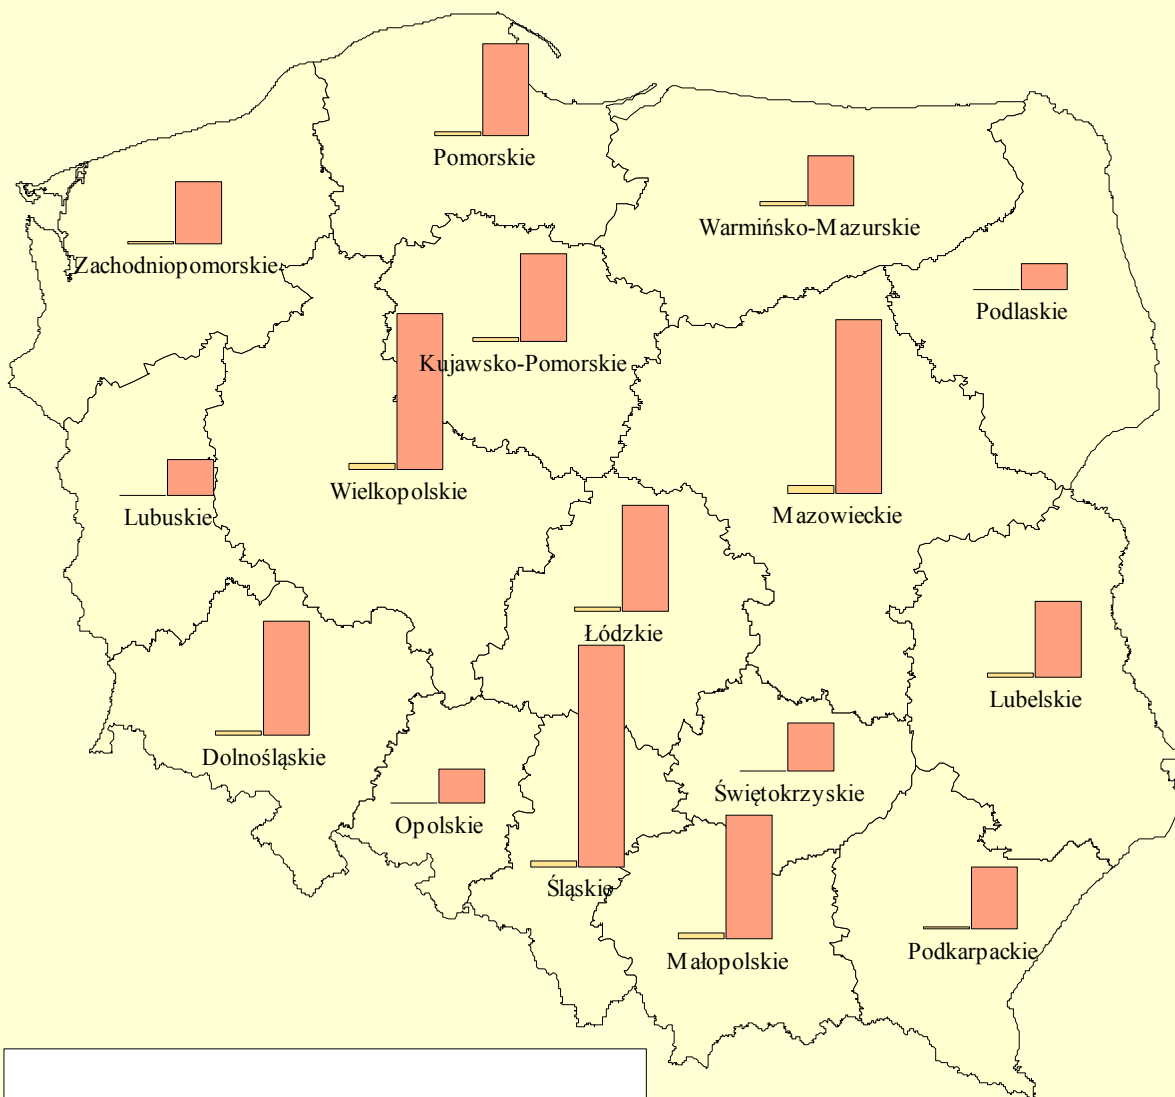 Pomorskie
Warmińsko-Mazurskie
Zachodniopomorskie
Podlaskie
Kujawsko-Pomorskie
Wielkopolskie
Mazowieckie
Lubuskie
Łódzkie
Lubelskie
Dolnośląskie
Świętokrzyskie
Opolskie
Śląskie
Podkarpackie
Małopolskie